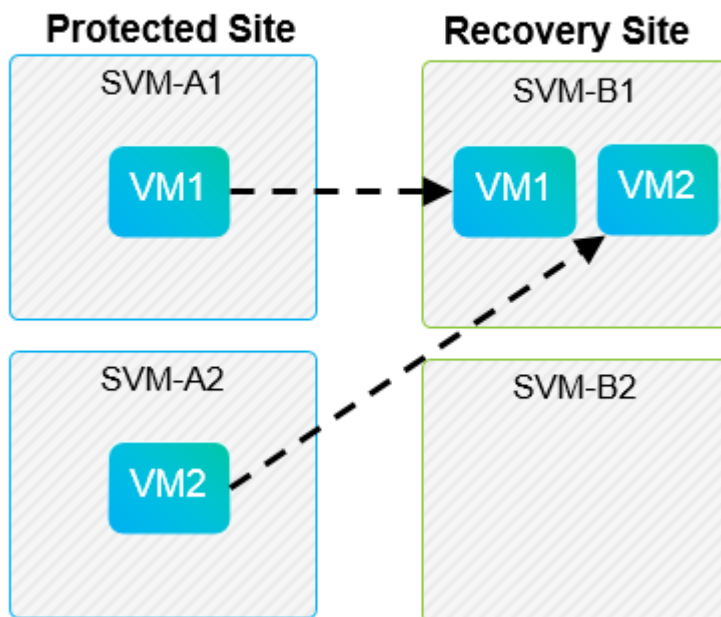 Protected Site
Recovery Site
SVM-A1
SVM-B1
VM1
VM1
VM2
SVM-A2
SVM-B2
VM2